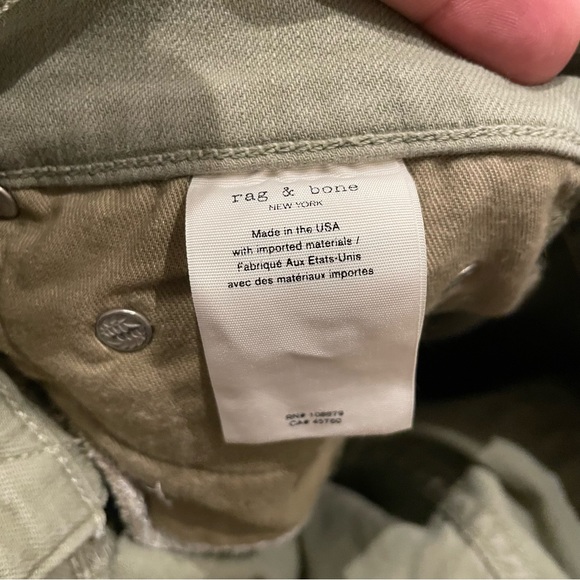 rag & bone
NEW YORK
Made in the USA
with imported materials /
Fabriqué Aux Etats-Unis
avec des matériaux importes
RN# 108879
CA# 45760